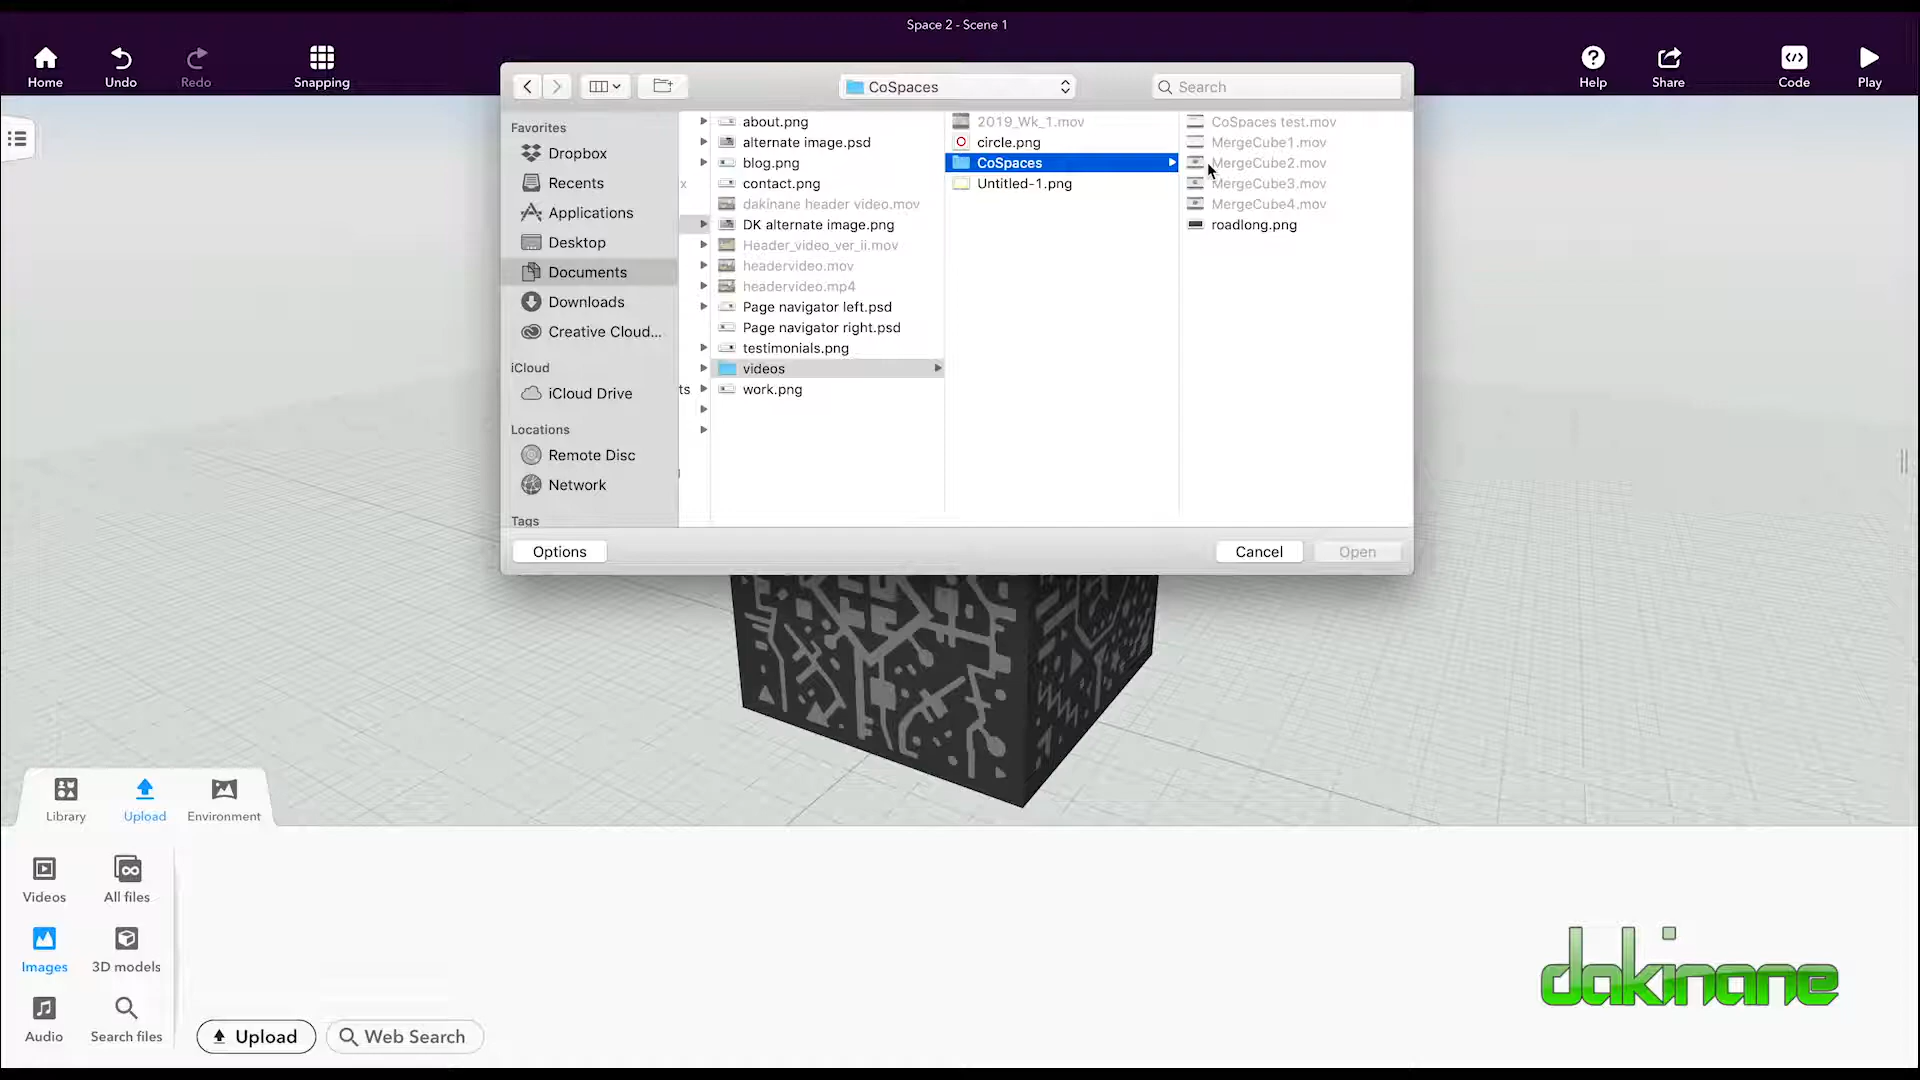 Space 2 - Scene 1
Home
Undo
Redo
Snapping
Help
Share
Code
Play
CoSpaces
Search
Favorites
Dropbox
Recents
Applications
Desktop
Documents
Downloads
Creative Cloud...
iCloud
iCloud Drive
Locations
Remote Disc
Network
Tags
x
ts
about.png
alternate image.psd
blog.png
contact.png
dakinane header video.mov
DK alternate image.png
Header_video_ver_ii.mov
headervideo.mov
headervideo.mp4
Page navigator left.psd
Page navigator right.psd
testimonials.png
videos
work.png
2019_Wk_1.mov
circle.png
CoSpaces
Untitled-1.png
CoSpaces test.mov
MergeCube1.mov
MergeCube2.mov
MergeCube3.mov
MergeCube4.mov
roadlong.png
Options
Cancel
Open
Library
Upload
Environment
Videos
All files
Images
3D models
Audio
Search files
Upload
Web Search
dakinane